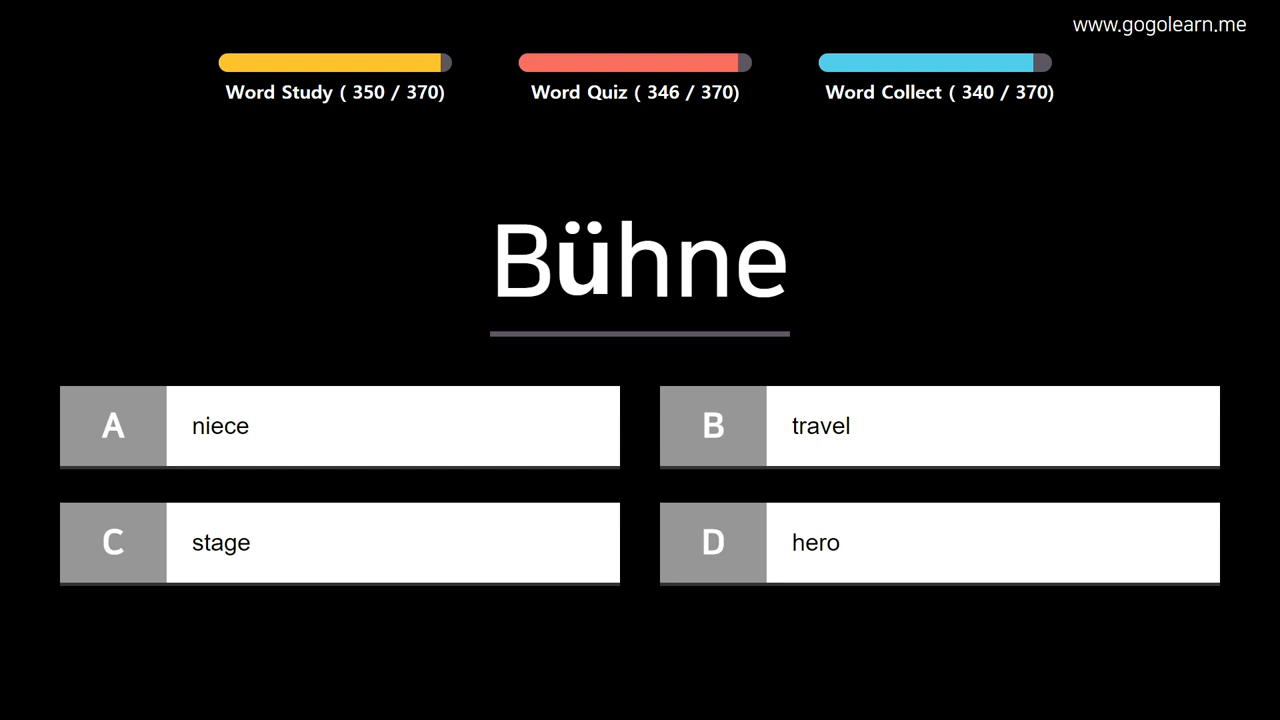 www.gogolearn.me
Word Study ( 350 / 370)
Word Quiz ( 346 / 370)
Word Collect ( 340 / 370)
Bühne
A niece
B travel
C stage
D hero